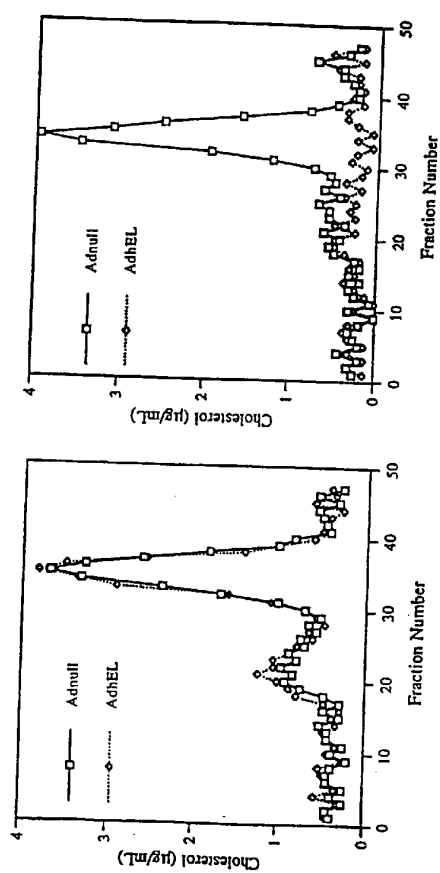 4
3
2
1
0
Cholesterol (µg/mL)
Adnull
AdhEL
0
10
20
30
40
50
Fraction Number
4
3
2
1
0
Cholesterol (µg/mL)
Adnull
AdhEL
0
10
20
30
40
50
Fraction Number